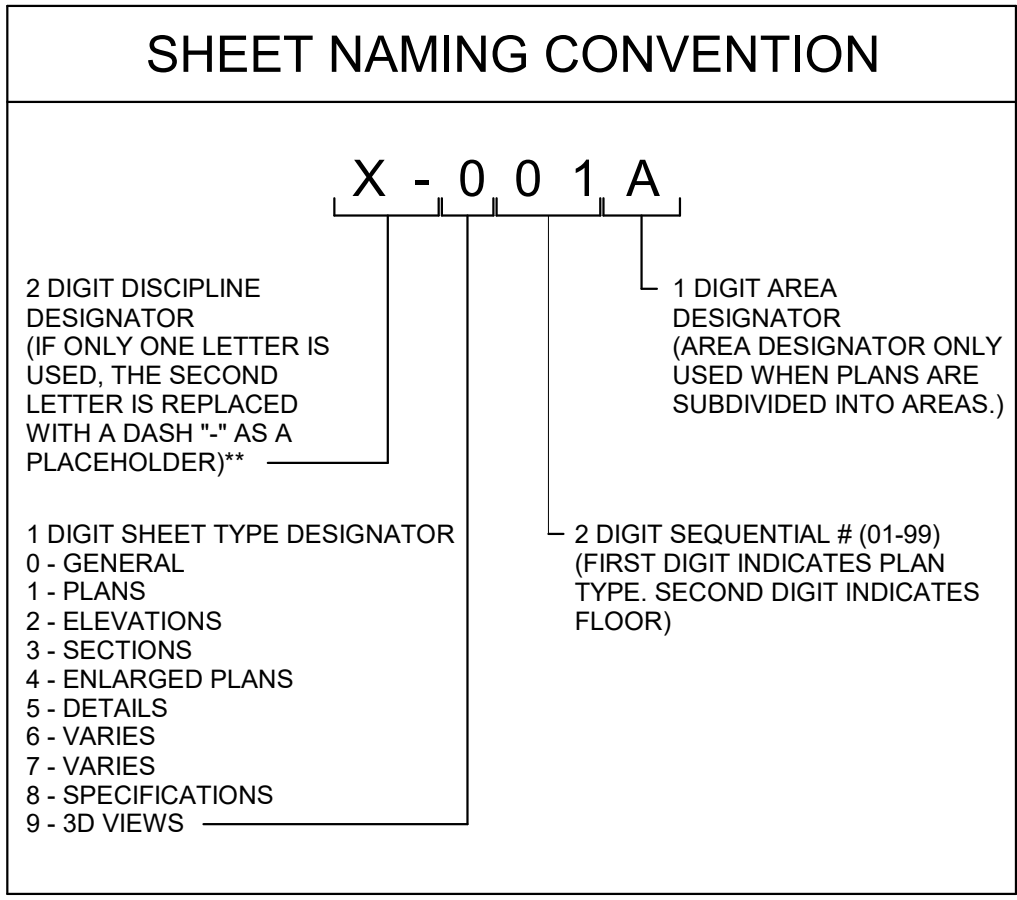 SHEET NAMING CONVENTION
X - 0 0 1 A
2 DIGIT DISCIPLINE
DESIGNATOR
(IF ONLY ONE LETTER IS
USED, THE SECOND
LETTER IS REPLACED
WITH A DASH "-" AS A
PLACEHOLDER)**
1 DIGIT AREA
DESIGNATOR
(AREA DESIGNATOR ONLY
USED WHEN PLANS ARE
SUBDIVIDED INTO AREAS.)
1 DIGIT SHEET TYPE DESIGNATOR
0 - GENERAL
1 - PLANS
2 - ELEVATIONS
3 - SECTIONS
4 - ENLARGED PLANS
5 - DETAILS
6 - VARIES
7 - VARIES
8 - SPECIFICATIONS
9 - 3D VIEWS
2 DIGIT SEQUENTIAL # (01-99)
(FIRST DIGIT INDICATES PLAN
TYPE. SECOND DIGIT INDICATES
FLOOR)